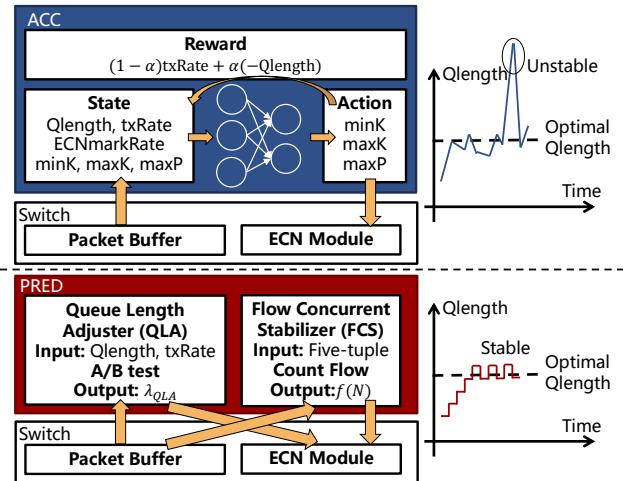 ACC
Reward
(1 − α)txRate + α(−Qlength)
State
Qlength, txRate
ECNmarkRate
minK, maxK, maxP
Action
minK
maxK
maxP
Switch
Packet Buffer
ECN Module
Qlength
Unstable
Optimal
Qlength
Time
PRED
Queue Length
Adjuster (QLA)
Input: Qlength, txRate
A/B test
Output: λ_QLA
Flow Concurrent
Stabilizer (FCS)
Input: Five-tuple
Count Flow
Output:f(N)
Switch
Packet Buffer
ECN Module
Qlength
Stable
Optimal
Qlength
Time